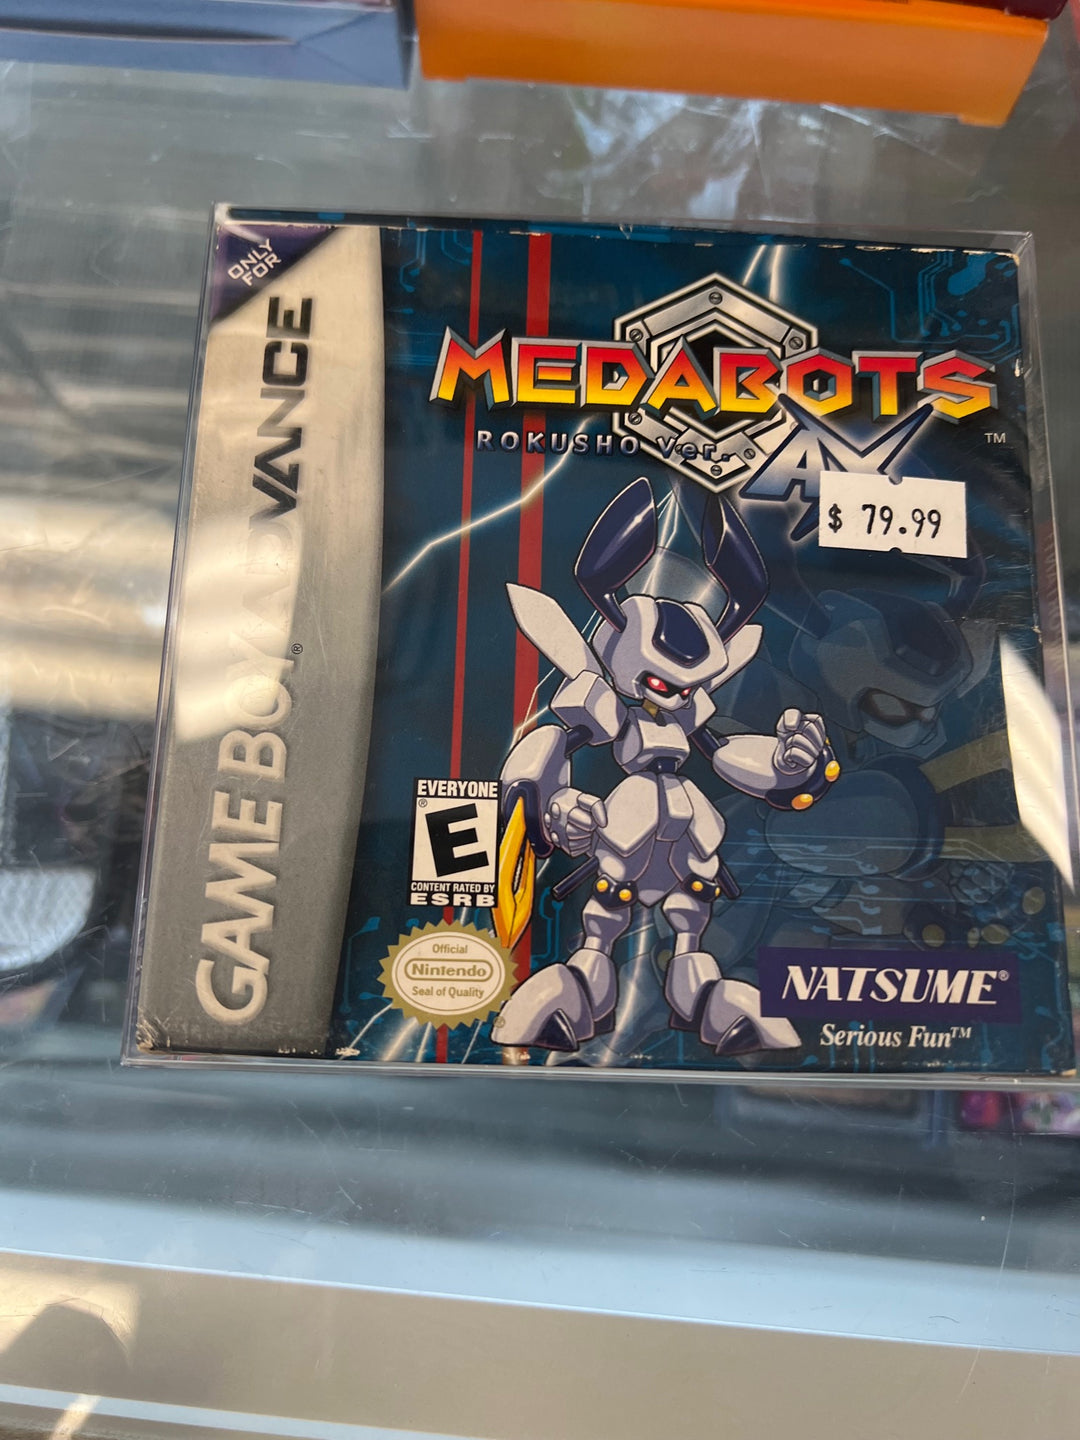 ONLY
FOR
GAME BOY ADVANCE
®
MEDABOTS
ROKUSHO Ver.
AX
TM
$ 79.99
EVERYONE
®
E
CONTENT RATED BY
ESRB
Official
Nintendo
Seal of Quality
®
NATSUME®
Serious Fun™